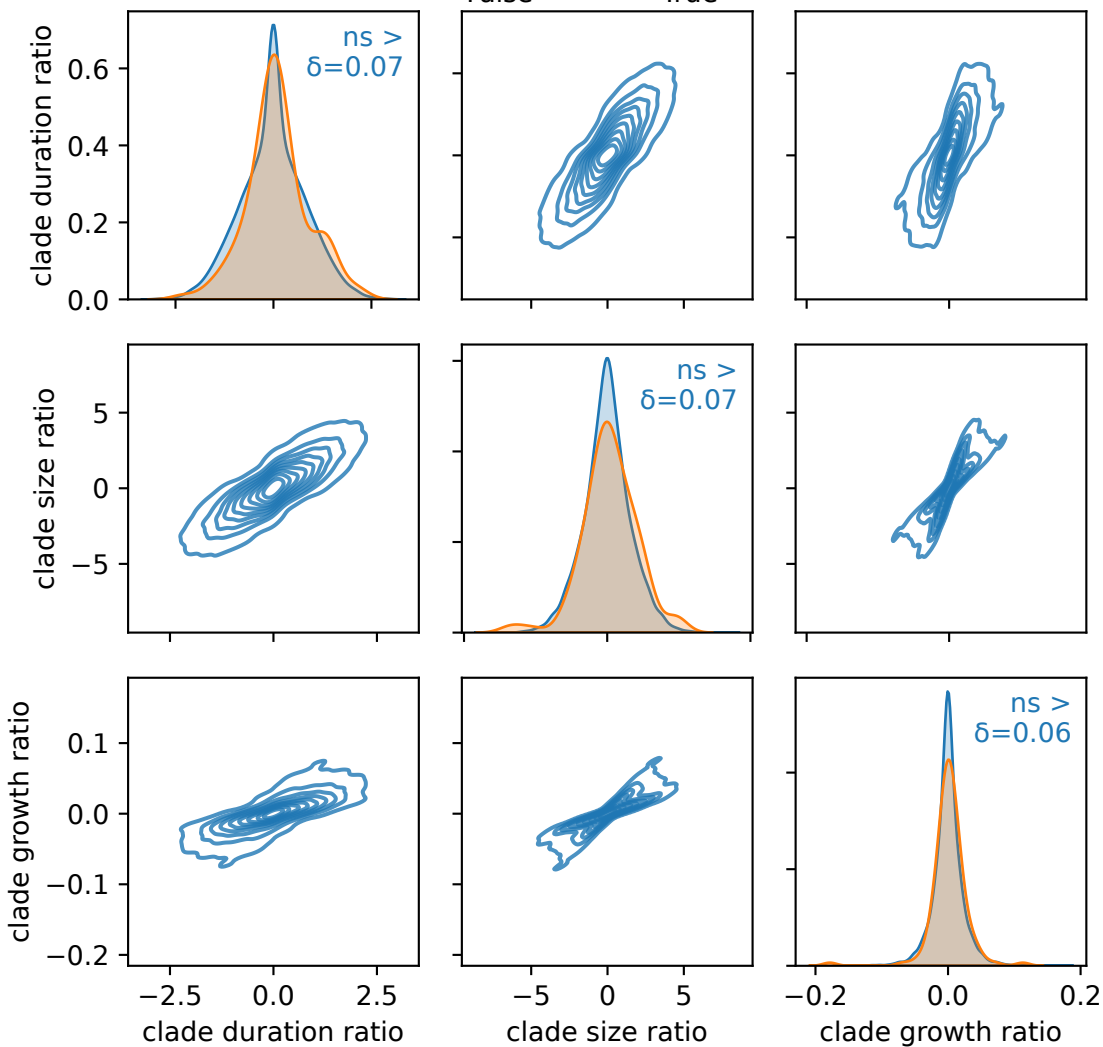 False True
clade duration ratio
0.6
0.4
0.2
0.0
ns >
δ=0.07
clade size ratio
5
0
−5
ns >
δ=0.07
clade growth ratio
0.1
0.0
−0.1
−0.2
ns >
δ=0.06
−2.5 0.0 2.5
−5 0 5
−0.2 0.0 0.2
clade duration ratio
clade size ratio
clade growth ratio